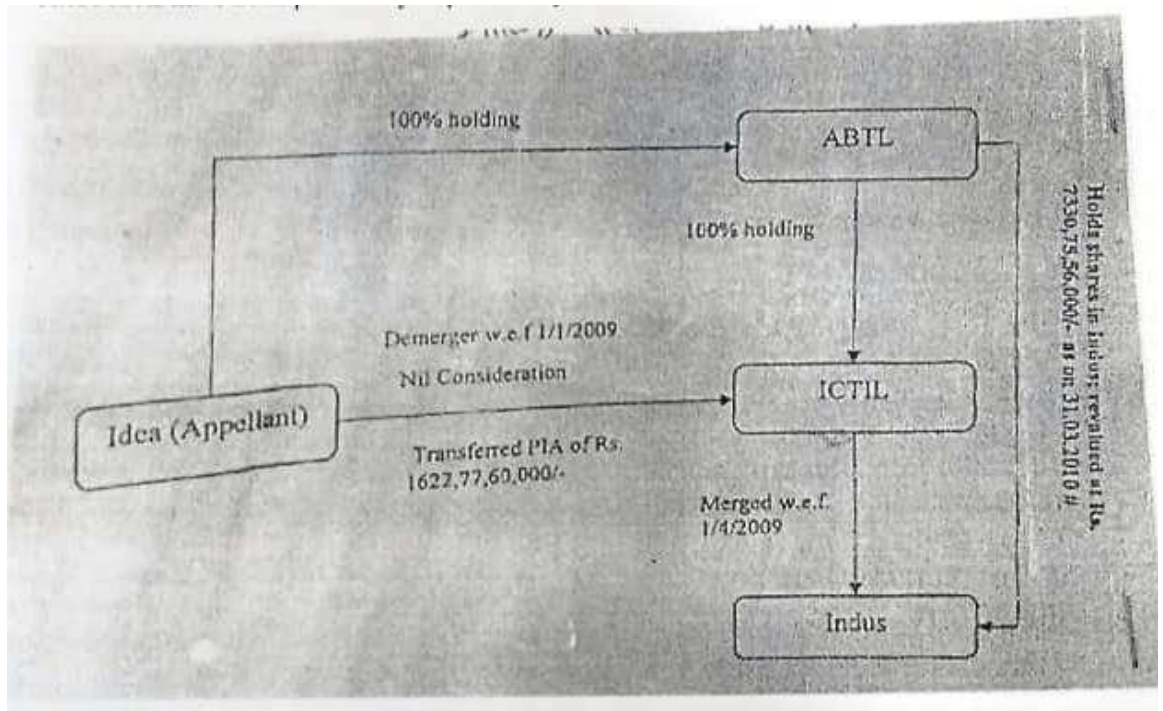 100% holding
ABTL
100% holding
Holds shares in Indus; revalued at Rs.
7330,75,56,000/- as on 31.03.2010 #
Demerger w.e.f 1/1/2009
Nil Consideration
ICTIL
Idea (Appellant)
Transferred PIA of Rs.
1622,77,60,000/-
Merged w.e.f.
1/4/2009
Indus